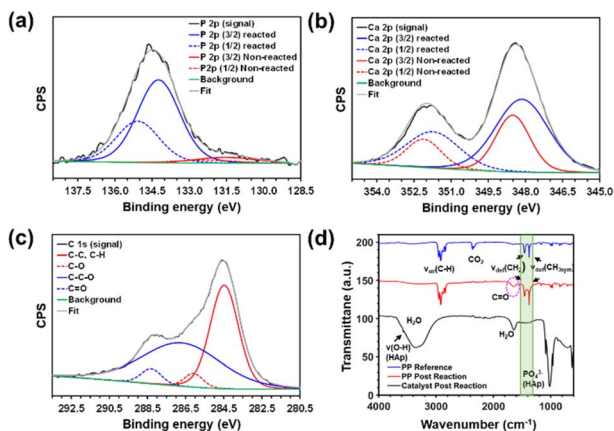 (a)
P 2p (signal)
P 2p (3/2) reacted
P 2p (1/2) reacted
P 2p (3/2) Non-reacted
P2p (1/2) Non-reacted
Background
Fit
CPS
137.5 136.0 134.5 133.0 131.5 130.0 128.5
Binding energy (eV)
(b)
Ca 2p (signal)
Ca 2p (3/2) reacted
Ca 2p (1/2) reacted
Ca 2p (3/2) Non-reacted
Ca 2p (1/2) Non-reacted
Background
Fit
CPS
354.0 352.5 351.0 349.5 348.0 346.5 345.0
Binding energy (eV)
(c)
C 1s (signal)
C-C, C-H
C-O
C-C-O
C=O
Background
Fit
CPS
292.5 290.5 288.5 286.5 284.5 282.5 280.5
Binding energy (eV)
(d)
200
150
100
50
0
Transmittane (a.u.)
CO2
νstr(C-H)
νdef(CH2)
νdef(CH3sym.)
C=O
H2O
H2O
ν(O-H)
(HAp)
PO43-
(HAp)
PP Reference
PP Post Reaction
Catalyst Post Reaction
4000 3000 2000 1000
Wavenumber (cm-1)